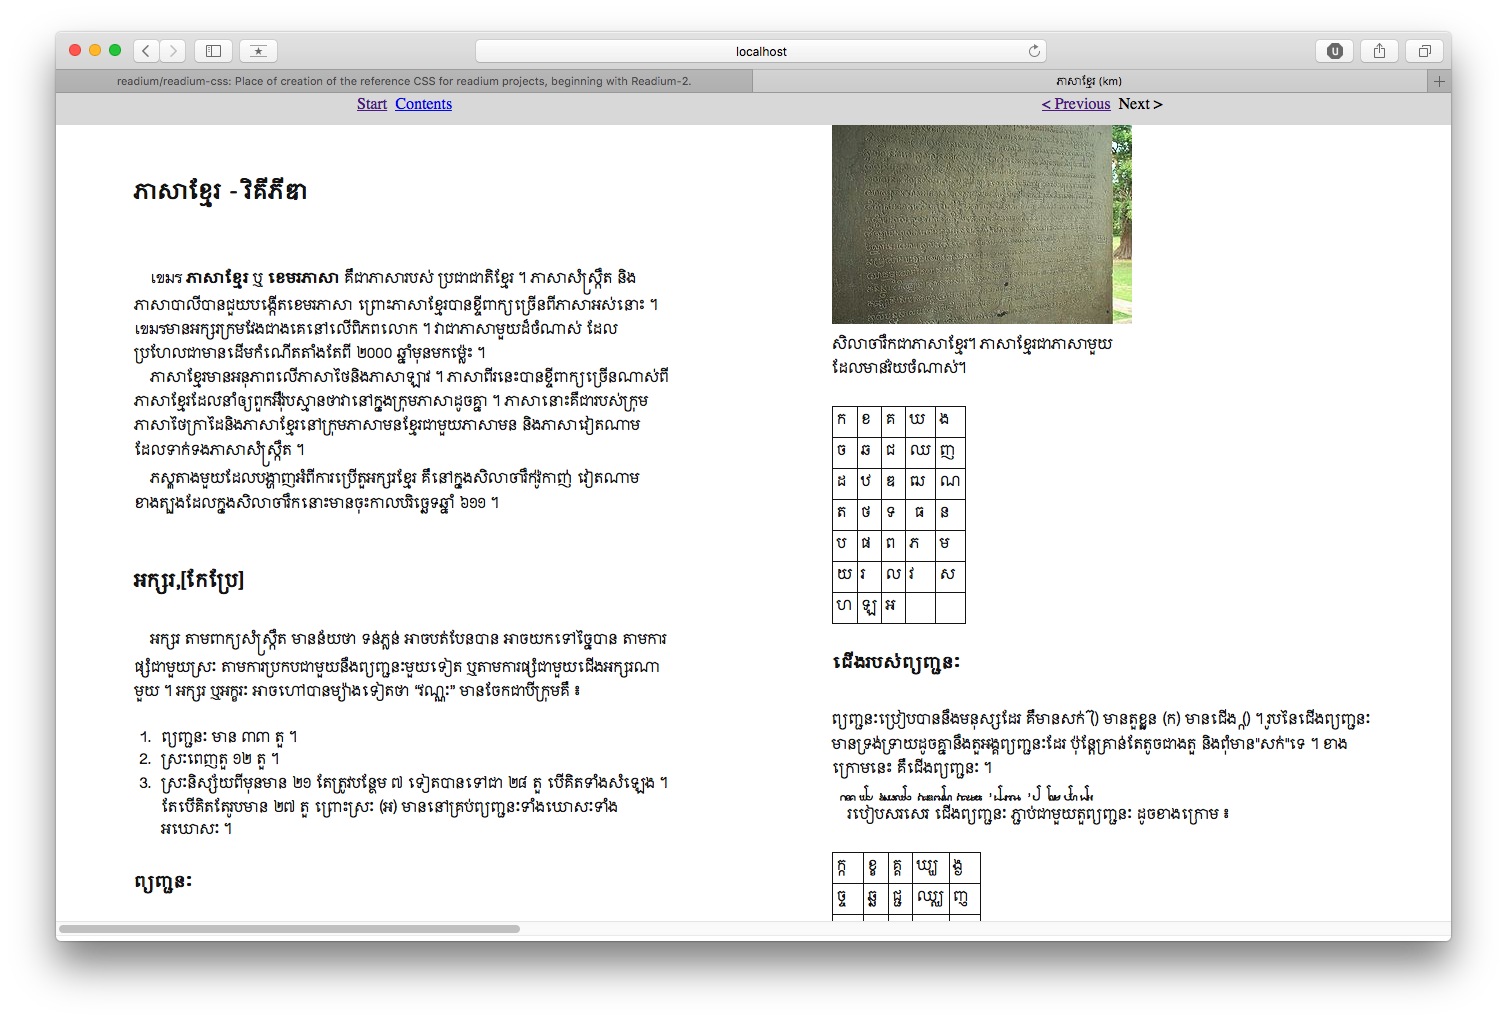 localhost
readium/readium-css: Place of creation of the reference CSS for readium projects, beginning with Readium-2.
ភាសាខ្មែរ (km)
Start Contents
< Previous Next >
ភាសាខ្មែរ - វិគីភីឌា
ເຂມຣ ភាសាខ្មែរ ឬ ខេមរភាសា គឺជាភាសារបស់ ប្រជាជាតិខ្មែរ ។ ភាសាសំស្ក្រឹត និង
ភាសាបាលីបានជួយបង្កើតខេមរភាសា ព្រោះភាសាខ្មែរបានខ្ចីពាក្យច្រើនពីភាសាអស់នោះ ។
ເຂມຣមានអក្សរក្រមវែងជាងគេនៅលើពិភពលោក ។ វាជាភាសាមួយដ៏ចំណាស់ ដែល
ប្រហែលជាមានដើមកំណើតតាំងតែពី ២០០០ ឆ្នាំមុនមកម៉្លេះ ។
ភាសាខ្មែរមានអនុភាពលើភាសាថៃនិងភាសាឡាវ ។ ភាសាពីរនេះបានខ្ចីពាក្យច្រើនណាស់ពី
ភាសាខ្មែរដែលនាំឲ្យពួកអឺរ៉ុបស្មានថាវានៅក្នុងក្រុមភាសាដូចគ្នា ។ ភាសានោះគឺជារបស់ក្រុម
ភាសាថៃក្រាដៃនិងភាសាខ្មែរនៅក្រុមភាសាមនខ្មែរជាមួយភាសាមន និងភាសាវៀតណាម
ដែលទាក់ទងភាសាសំស្ក្រឹត ។
ភស្តុតាងមួយដែលបង្ហាញអំពីការប្រើតួអក្សរខ្មែរ គឺនៅក្នុងសិលាចារឹកវ៉ូកាញ់ វៀតណាម
ខាងត្បូងដែលក្នុងសិលាចារឹកនោះមានចុះកាលបរិច្ឆេទឆ្នាំ ៦១១ ។
អក្សរ,[កែប្រែ]
អក្សរ តាមពាក្យសំស្ក្រឹត មានន័យថា ទន់ភ្លន់ អាចបត់បែនបាន អាចយកទៅច្នៃបាន តាមការ
ផ្សំជាមួយស្រៈ តាមការប្រកបជាមួយនឹងព្យញ្ជនៈមួយទៀត ឬតាមការផ្សំជាមួយជើងអក្សរណា
មួយ ។ អក្សរ ឬអក្ខរៈ អាចហៅបានម្យ៉ាងទៀតថា “វណ្ណៈ” មានចែកជាបីក្រុមគឺ ៖
1. ព្យញ្ជនៈ មាន ៣៣ តួ ។
2. ស្រៈពេញតួ ១២ តួ ។
3. ស្រៈនិស្ស័យពីមុនមាន ២១ តែត្រូវបន្ថែម ៧ ទៀតបានទៅជា ២៨ តួ បើគិតទាំងសំឡេង ។
តែបើគិតតែរូបមាន ២៧ តួ ព្រោះស្រៈ (អ) មាននៅគ្រប់ព្យញ្ជនៈទាំងឃោសៈទាំង
អឃោសៈ ។
ព្យញ្ជនៈ
សិលាចារឹកជាភាសាខ្មែរ។ ភាសាខ្មែរជាភាសាមួយ
ដែលមានវ័យចំណាស់។
ក ខ គ ឃ ង
ច ឆ ជ ឈ ញ
ដ ឋ ឌ ឍ ណ
ត ថ ទ ធ ន
ប ផ ព ភ ម
យ រ ល វ ស
ហ ឡ អ
ជើងរបស់ព្យញ្ជនៈ
ព្យញ្ជនៈប្រៀបបាននឹងមនុស្សដែរ គឺមានសក់ (៊) មានតួខ្លួន (ក) មានជើង (្ក) ។ រូបនៃជើងព្យញ្ជនៈ
មានទ្រង់ទ្រាយដូចគ្នានឹងតួអង្គព្យញ្ជនៈដែរ ប៉ុន្តែគ្រាន់តែតូចជាងតួ និងពុំមាន"សក់"ទេ ។ ខាង
ក្រោមនេះ គឺជើងព្យញ្ជនៈ ។
របៀបសរសេរ ជើងព្យញ្ជនៈ ភ្ជាប់ជាមួយតួព្យញ្ជនៈ ដូចខាងក្រោម ៖
ក្ក ខ្ខ គ្គ ឃ្ឃ ង្ង
ច្ច ឆ្ឆ ជ្ជ ឈ្ឈ ញ្ញ